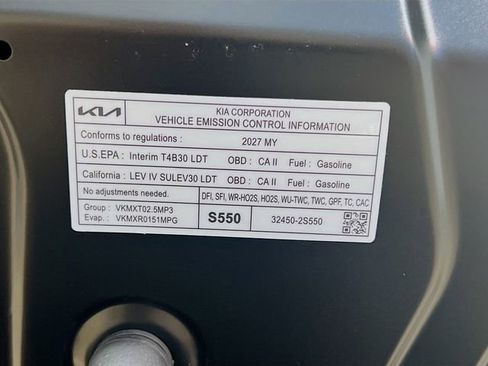 KIA
KIA CORPORATION
VEHICLE EMISSION CONTROL INFORMATION
Conforms to regulations : 2027 MY
U.S.EPA : Interim T4B30 LDT OBD : CA II Fuel : Gasoline
California : LEV IV SULEV30 LDT OBD : CA II Fuel : Gasoline
No adjustments needed. DFI, SFI, WR-HO2S, HO2S, WU-TWC, TWC, GPF, TC, CAC
Group : VKMXT02.5MP3
Evap. : VKMXR0151MPG
S550
32450-2S550